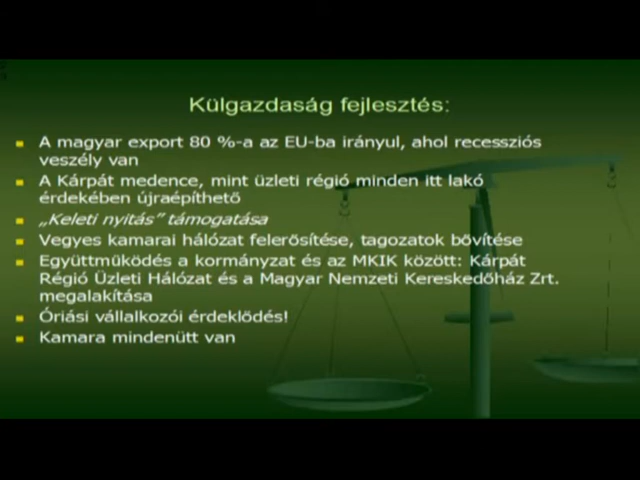 Külgazdaság fejlesztés:
A magyar export 80 %-a az EU-ba irányul, ahol recessziós
veszély van
A Kárpát medence, mint üzleti régió minden itt lakó
érdekében újraépíthető
„Keleti nyitás” támogatása
Vegyes kamarai hálózat felerősítése, tagozatok bővítése
Együttműködés a kormányzat és az MKIK között: Kárpát
Régió Üzleti Hálózat és a Magyar Nemzeti Kereskedőház Zrt.
megalakítása
Óriási vállalkozói érdeklődés!
Kamara mindenütt van